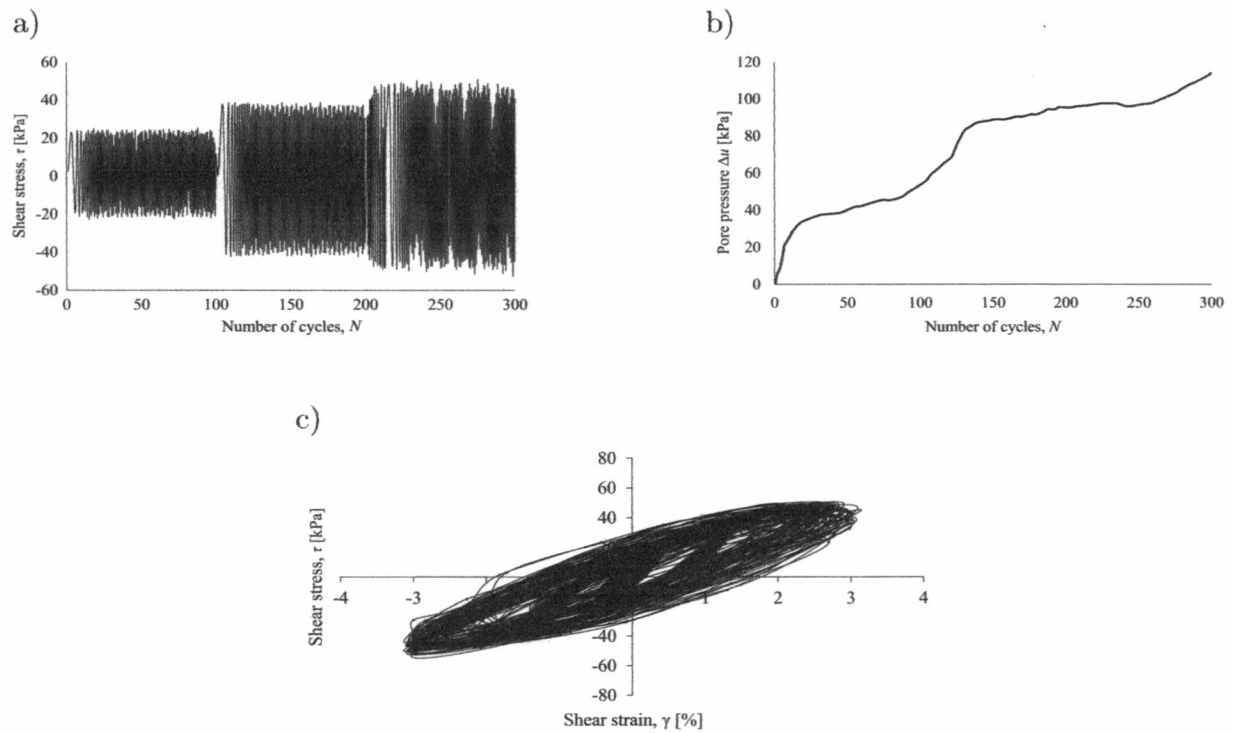 a)
60
40
20
0
-20
-40
-60
Shear stress, τ [kPa]
0 50 100 150 200 250 300
Number of cycles, N
b)
120
100
80
60
40
20
0
Pore pressure Δu [kPa]
0 50 100 150 200 250 300
Number of cycles, N
c)
80
60
40
20
-4 -3 -2 1 2 3 4
-40
-60
-80
Shear stress, τ [kPa]
Shear strain, γ [%]